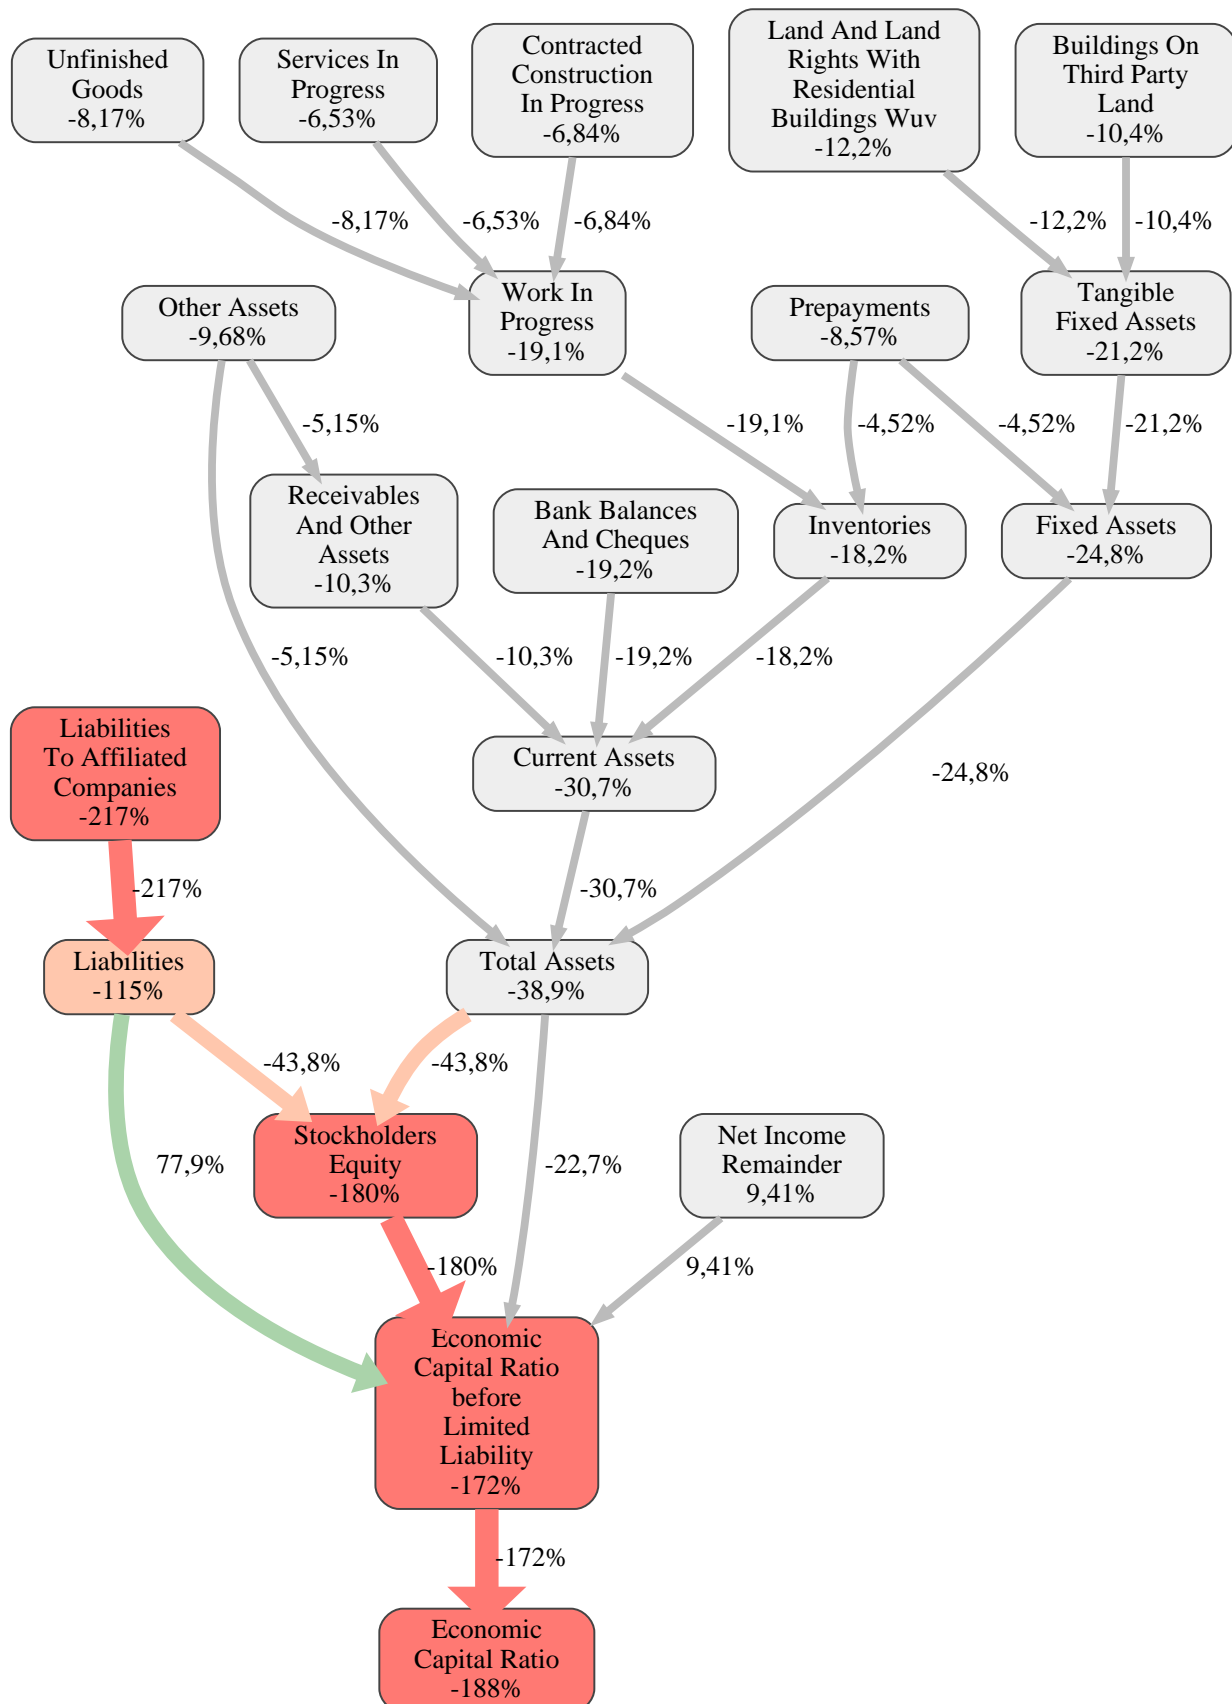 Unfinished
Goods
-8,17%
Services In
Progress
-6,53%
Contracted
Construction
In Progress
-6,84%
Land And Land
Rights With
Residential
Buildings Wuv
-12,2%
Buildings On
Third Party
Land
-10,4%
-8,17%
-6,53%
-6,84%
-12,2%
-10,4%
Other Assets
-9,68%
Work In
Progress
-19,1%
Prepayments
-8,57%
Tangible
Fixed Assets
-21,2%
-5,15%
-19,1%
-4,52%
-4,52%
-21,2%
Receivables
And Other
Assets
-10,3%
Bank Balances
And Cheques
-19,2%
Inventories
-18,2%
Fixed Assets
-24,8%
-5,15%
-10,3%
-19,2%
-18,2%
-24,8%
Liabilities
To Affiliated
Companies
-217%
Current Assets
-30,7%
-217%
-30,7%
Liabilities
-115%
Total Assets
-38,9%
-43,8%
-43,8%
77,9%
-22,7%
Stockholders
Equity
-180%
Net Income
Remainder
9,41%
-180%
9,41%
Economic
Capital Ratio
before
Limited
Liability
-172%
-172%
Economic
Capital Ratio
-188%